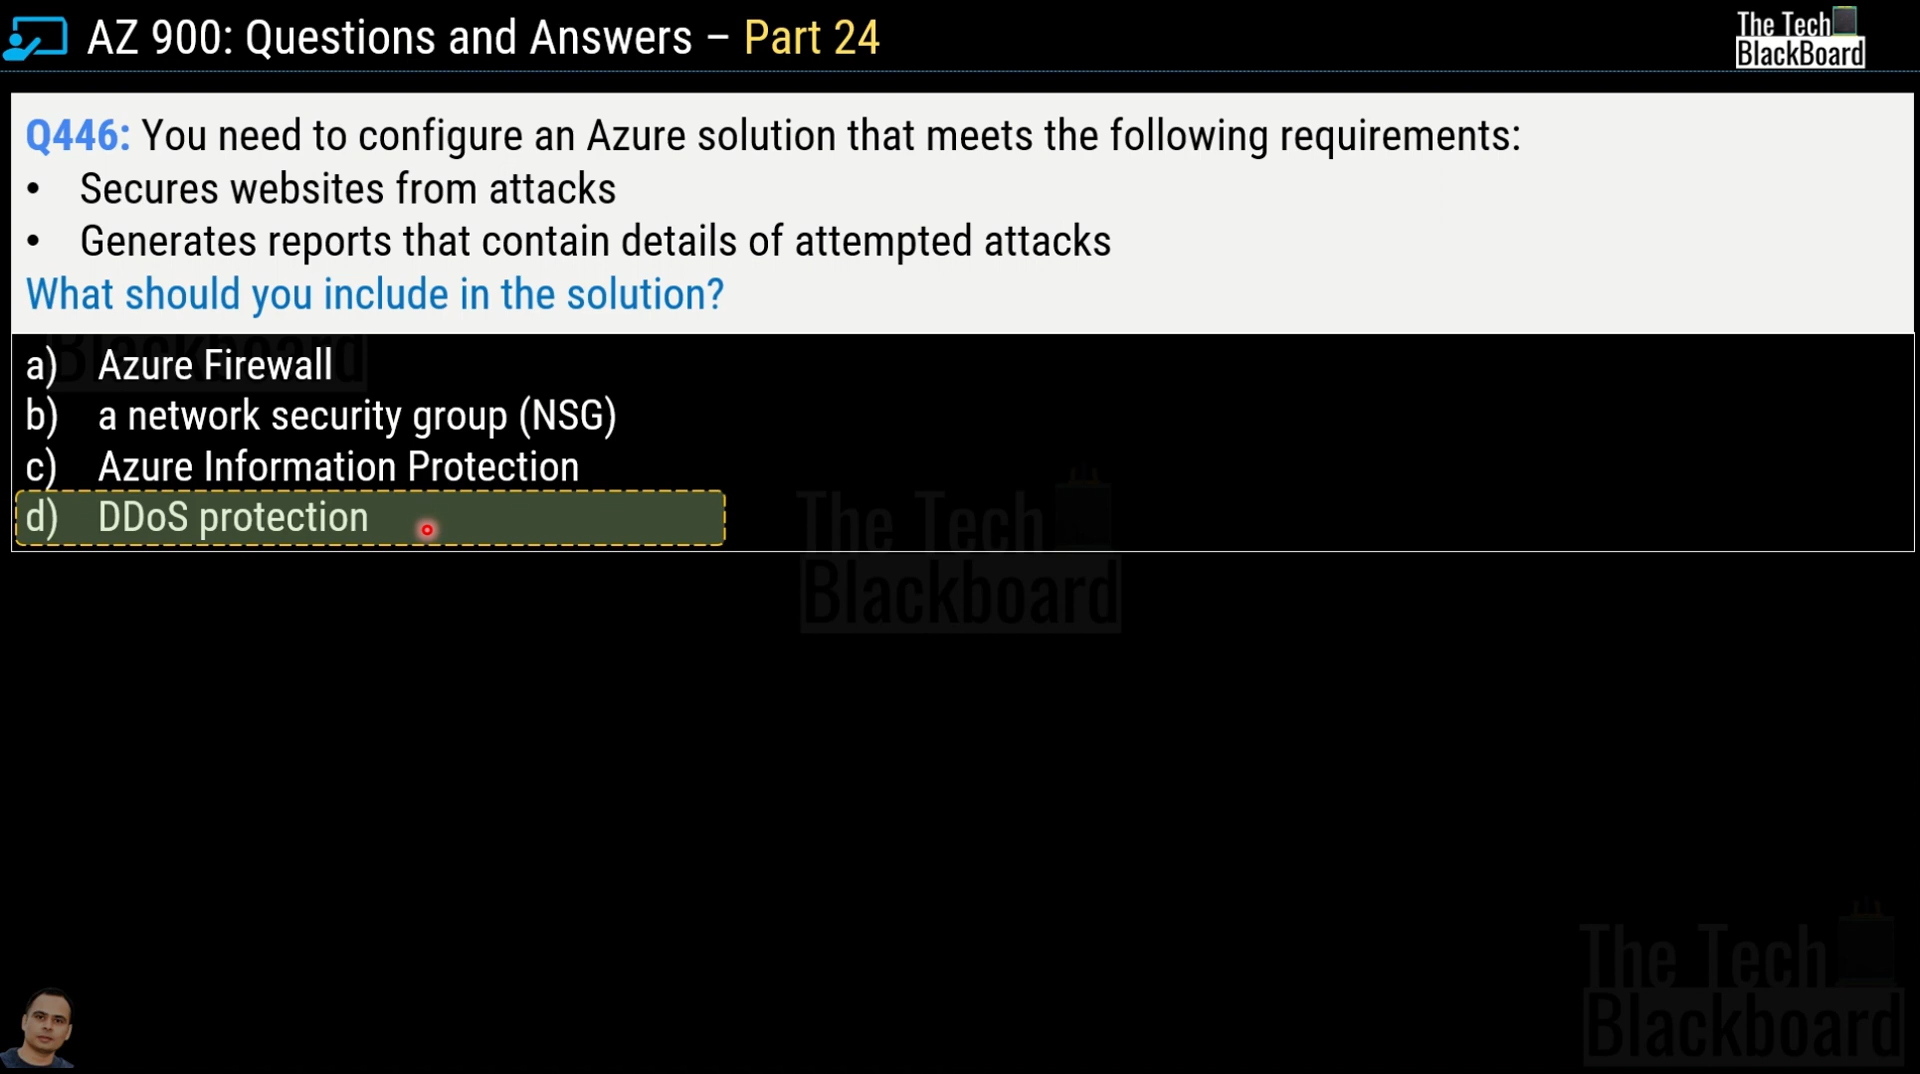 AZ 900: Questions and Answers – Part 24
The Tech
BlackBoard
Q446: You need to configure an Azure solution that meets the following requirements:
• Secures websites from attacks
• Generates reports that contain details of attempted attacks
What should you include in the solution?
Blackboard
a) Azure Firewall
b) a network security group (NSG)
c) Azure Information Protection
d) DDoS protection
The Tech
Blackboard
The Tech
Blackboard